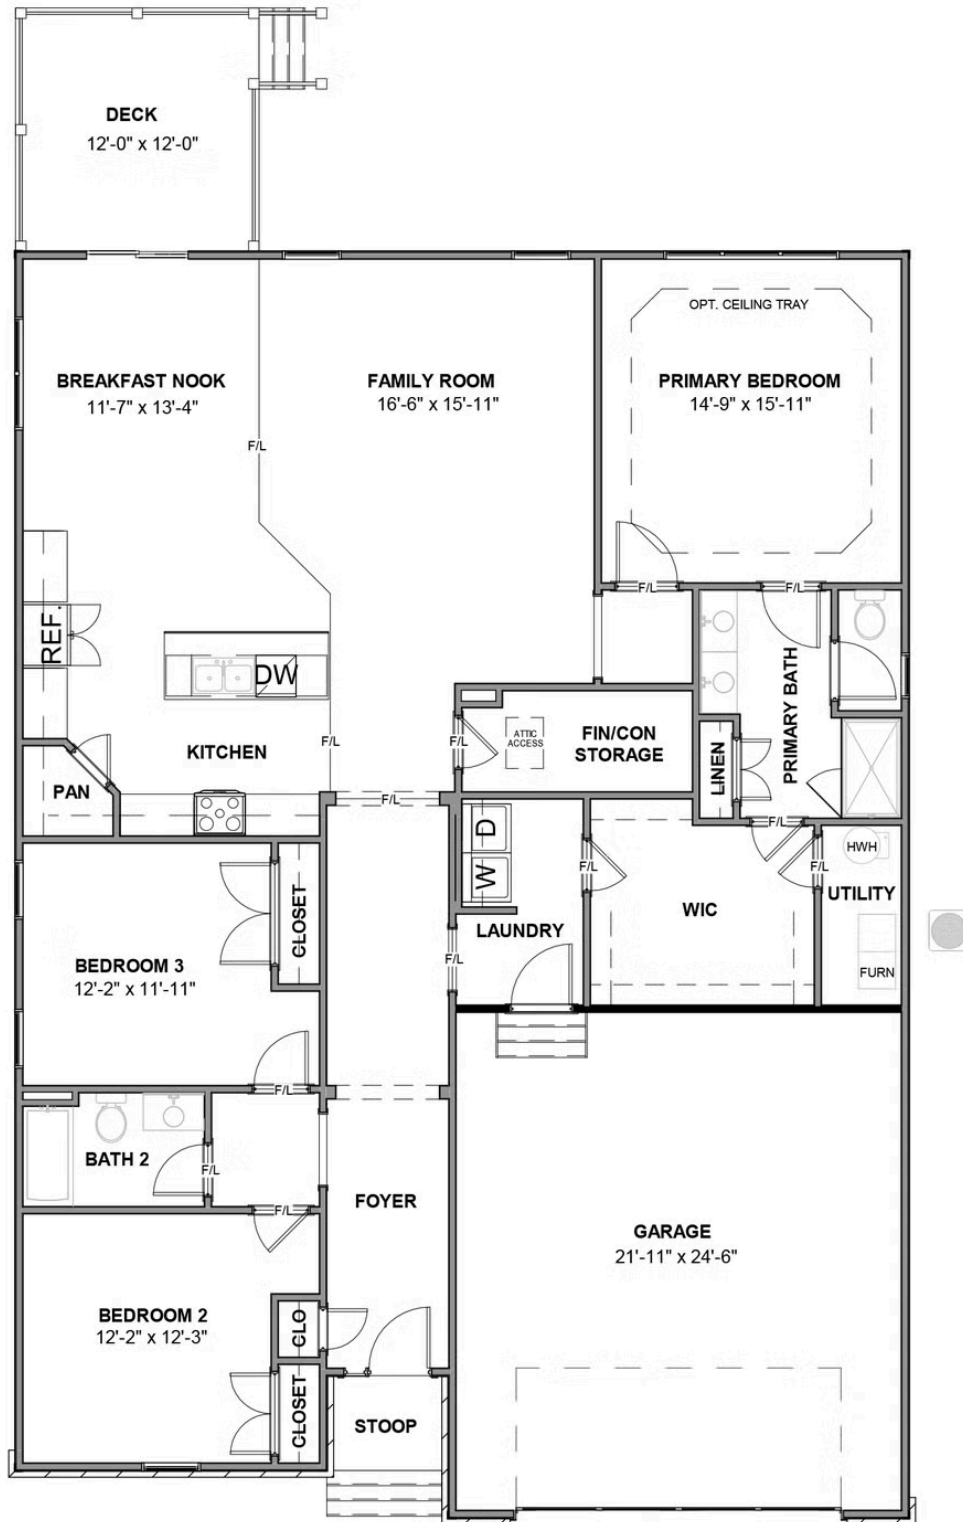 DECK
12'-0" x 12'-0"
OPT. CEILING TRAY
BREAKFAST NOOK
11'-7" x 13'-4"
FAMILY ROOM
16'-6" x 15'-11"
PRIMARY BEDROOM
14'-9" x 15'-11"
F/L
F/L
F/L
REF.
DW
PRIMARY BATH
KITCHEN
F/L
F/L
ATTIC
ACCESS
FIN/CON
STORAGE
LINEN
PAN
F/L
F/L
D
W
HWH
F/L
F/L
UTILITY
CLOSET
WIC
LAUNDRY
F/L
BEDROOM 3
12'-2" x 11'-11"
FURN
F/L
BATH 2
F/L
F/L
FOYER
GARAGE
21'-11" x 24'-6"
BEDROOM 2
12'-2" x 12'-3"
CLO
CLOSET
STOOP